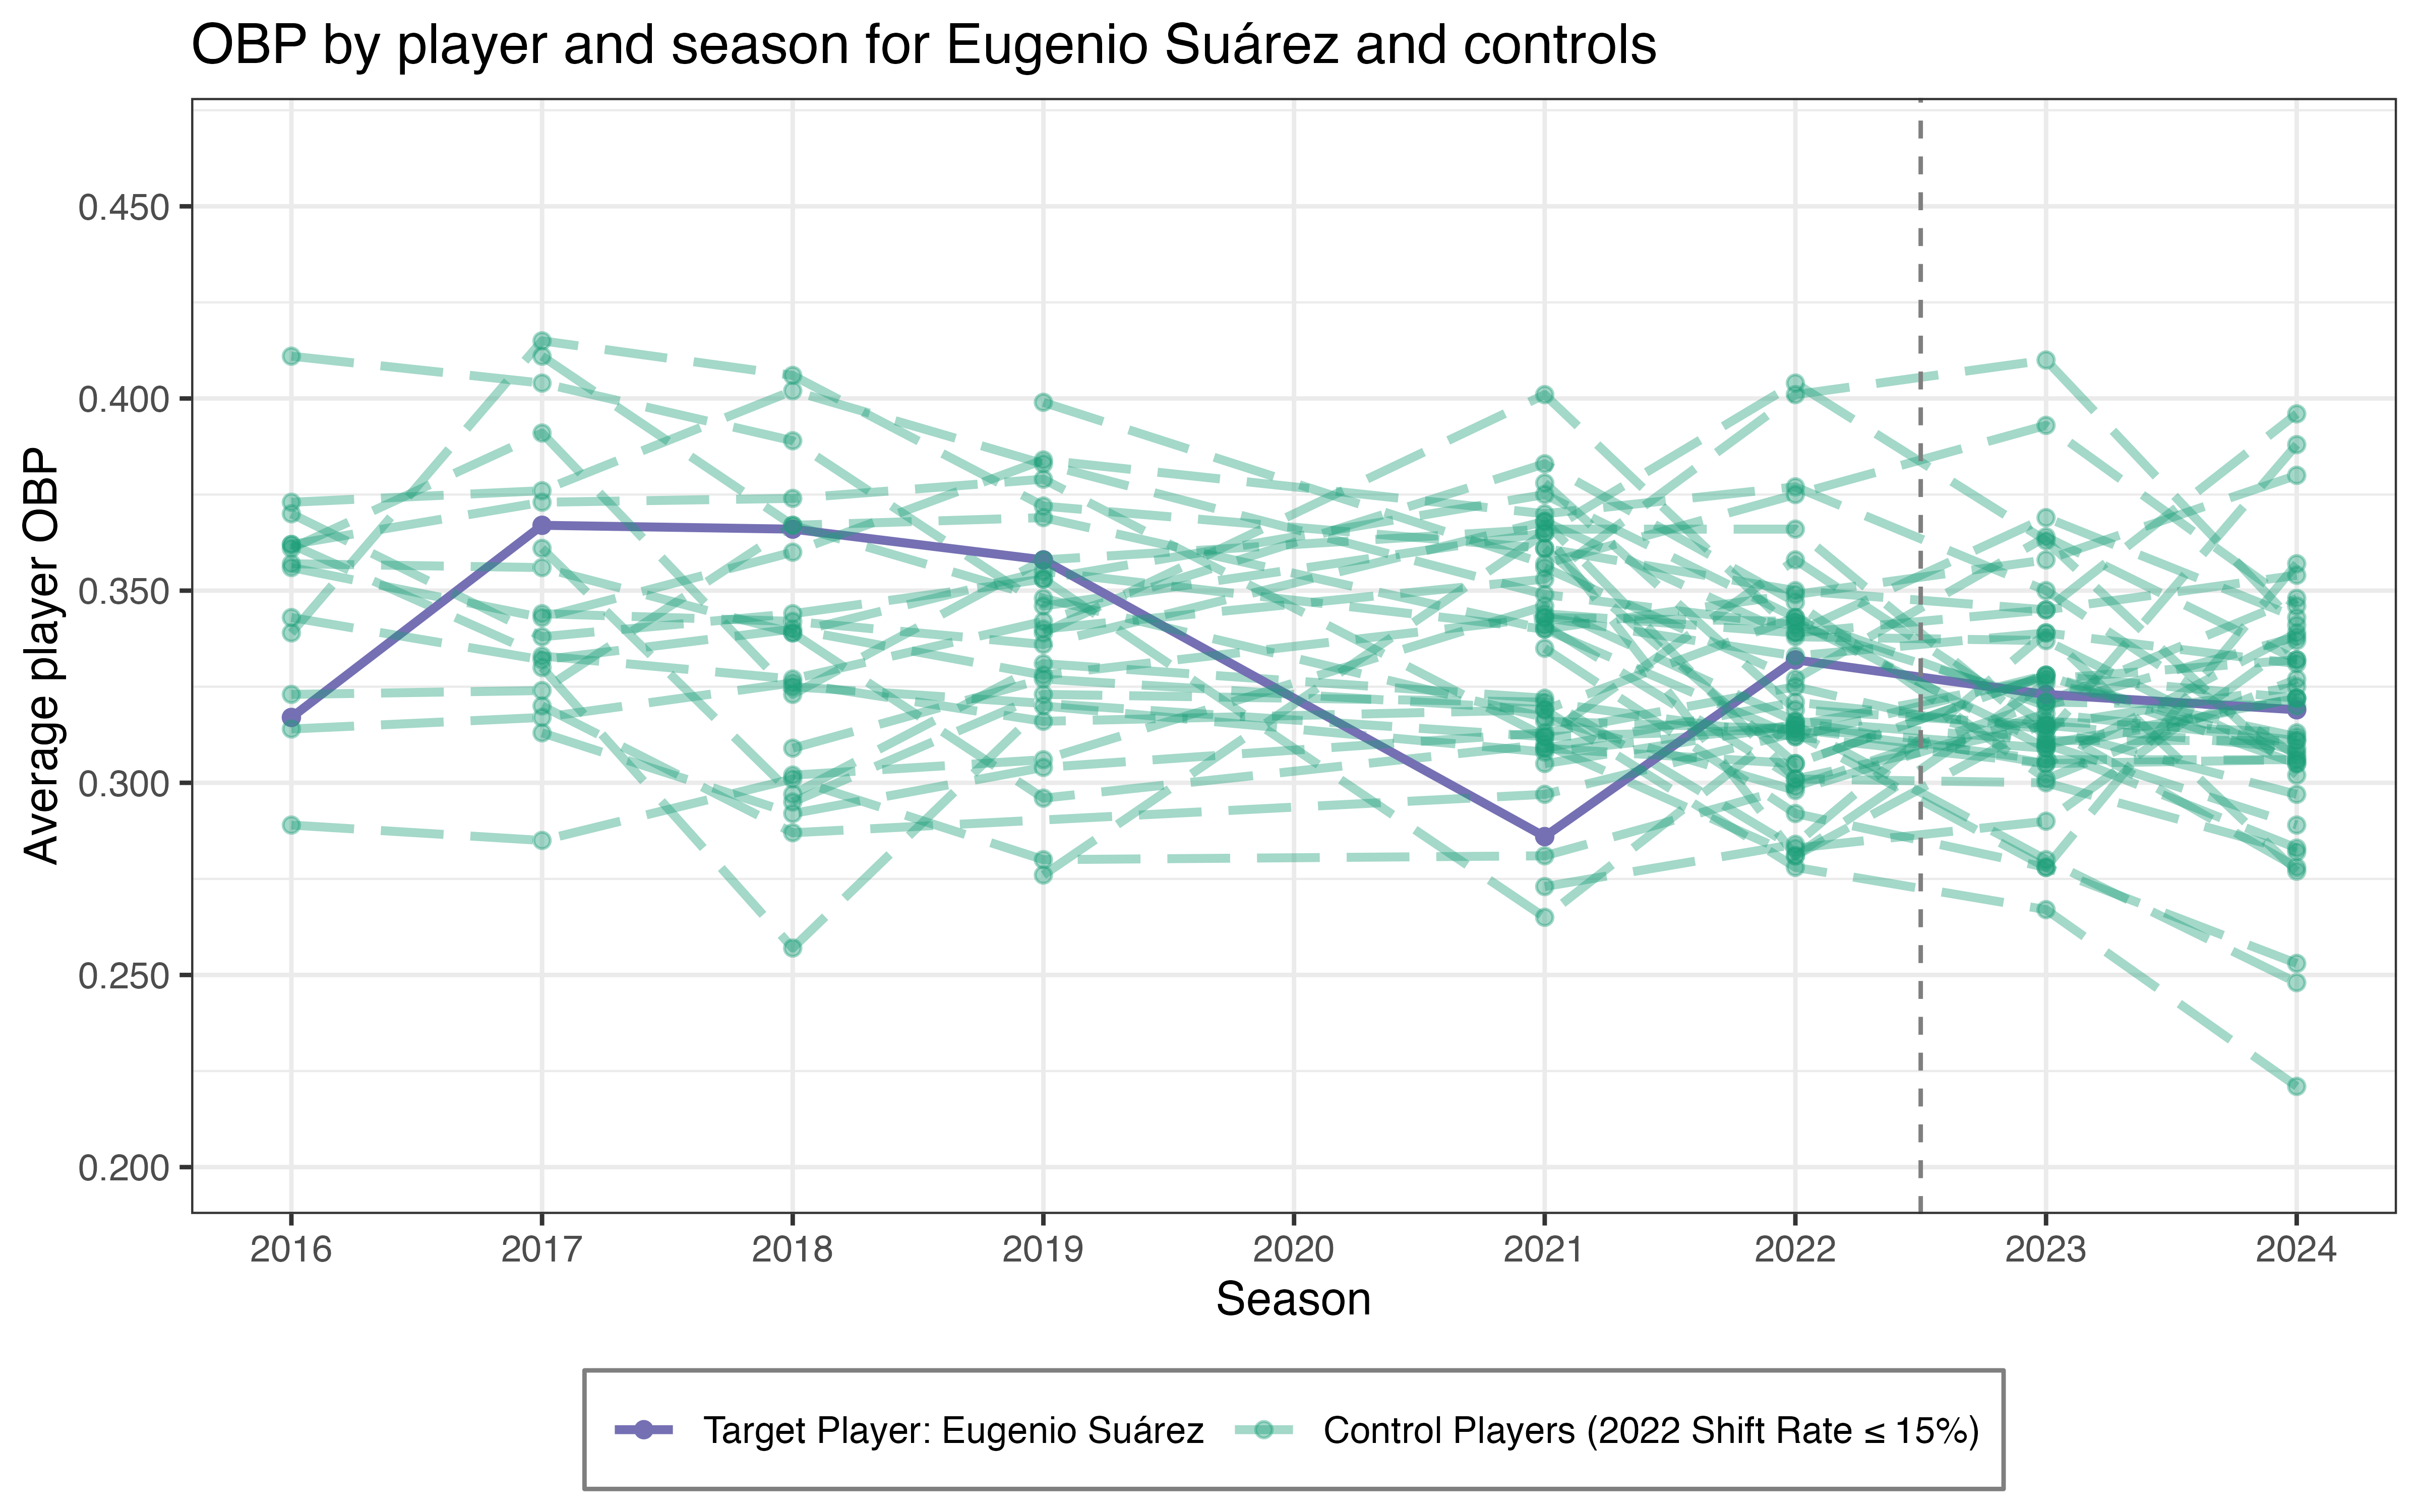 OBP by player and season for Eugenio Suárez and controls
Average player OBP
0.450
0.400
0.350
0.300
0.250
0.200
2016 2017 2018 2019 2020 2021 2022 2023 2024
Season
Target Player: Eugenio Suárez Control Players (2022 Shift Rate ≤ 15%)